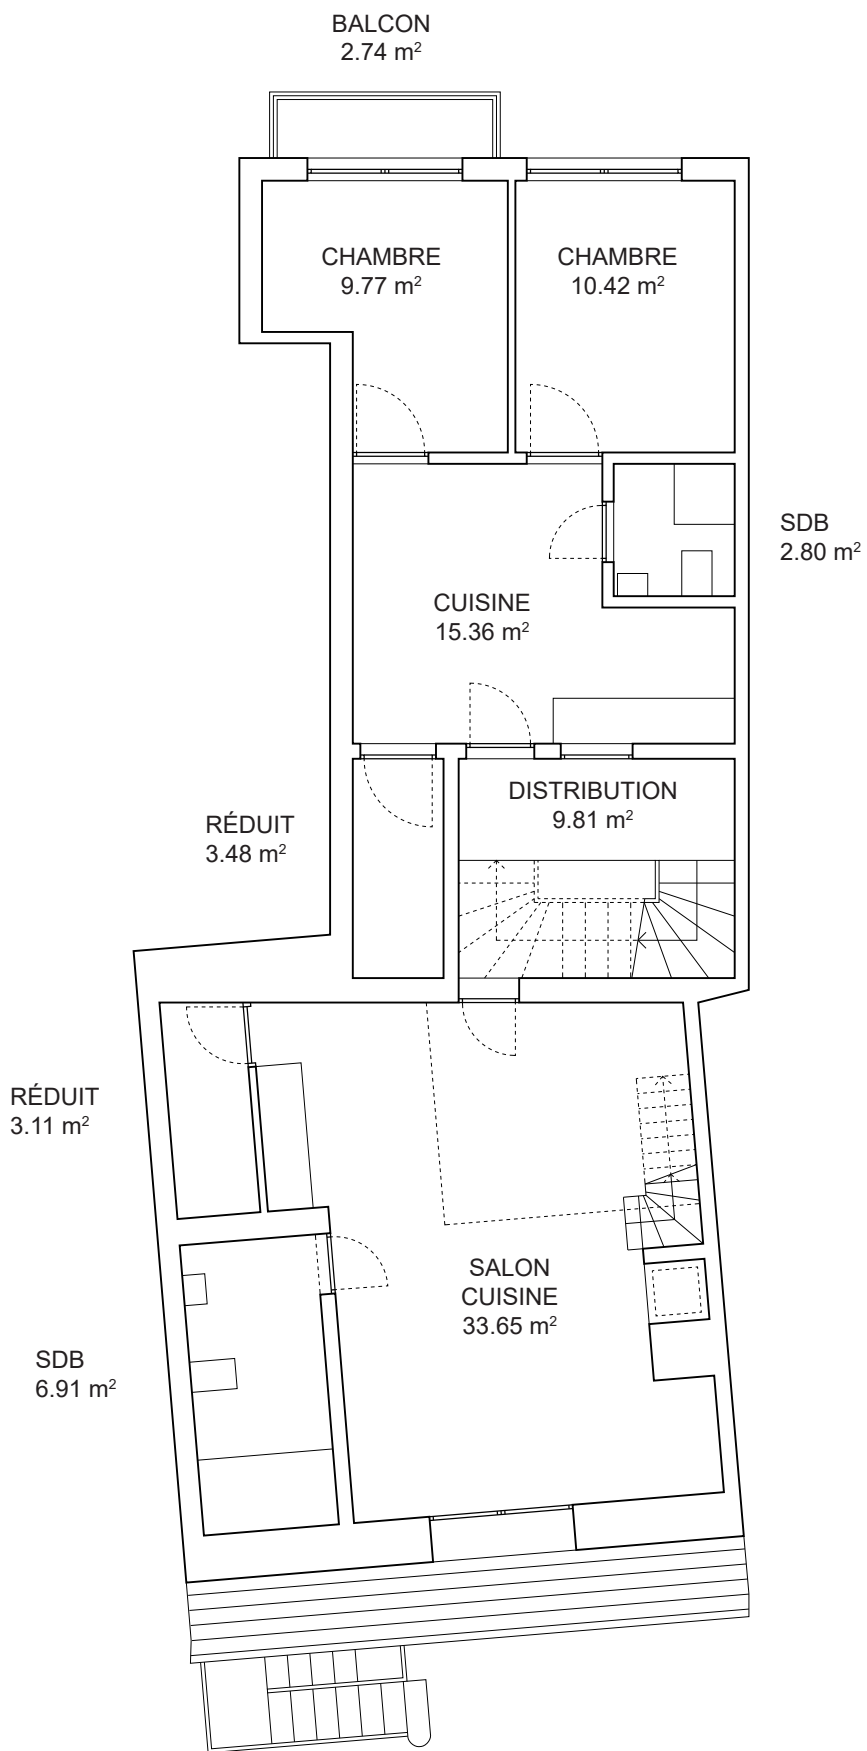 BALCON
2.74 m²
CHAMBRE
9.77 m²
CHAMBRE
10.42 m²
SDB
2.80 m²
CUISINE
15.36 m²
DISTRIBUTION
9.81 m²
RÉDUIT
3.48 m²
RÉDUIT
3.11 m²
SALON
CUISINE
33.65 m²
SDB
6.91 m²